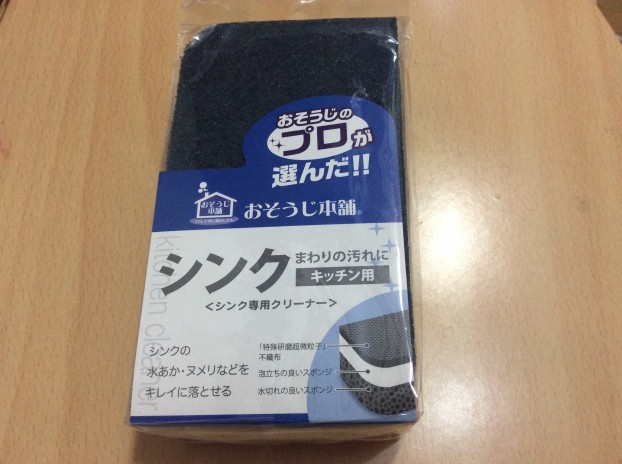 おそうじの
プロが
選んだ!!
おそうじ
本舗
おそうじ本舗®
kitchen cleaner
シンク
まわりの汚れに
キッチン用
<シンク専用クリーナー>
シンクの
水あか・ヌメリなどを
キレイに落とせる
「特殊研磨超微粒子」
不織布
泡立ちの良いスポンジ
水切れの良いスポンジ